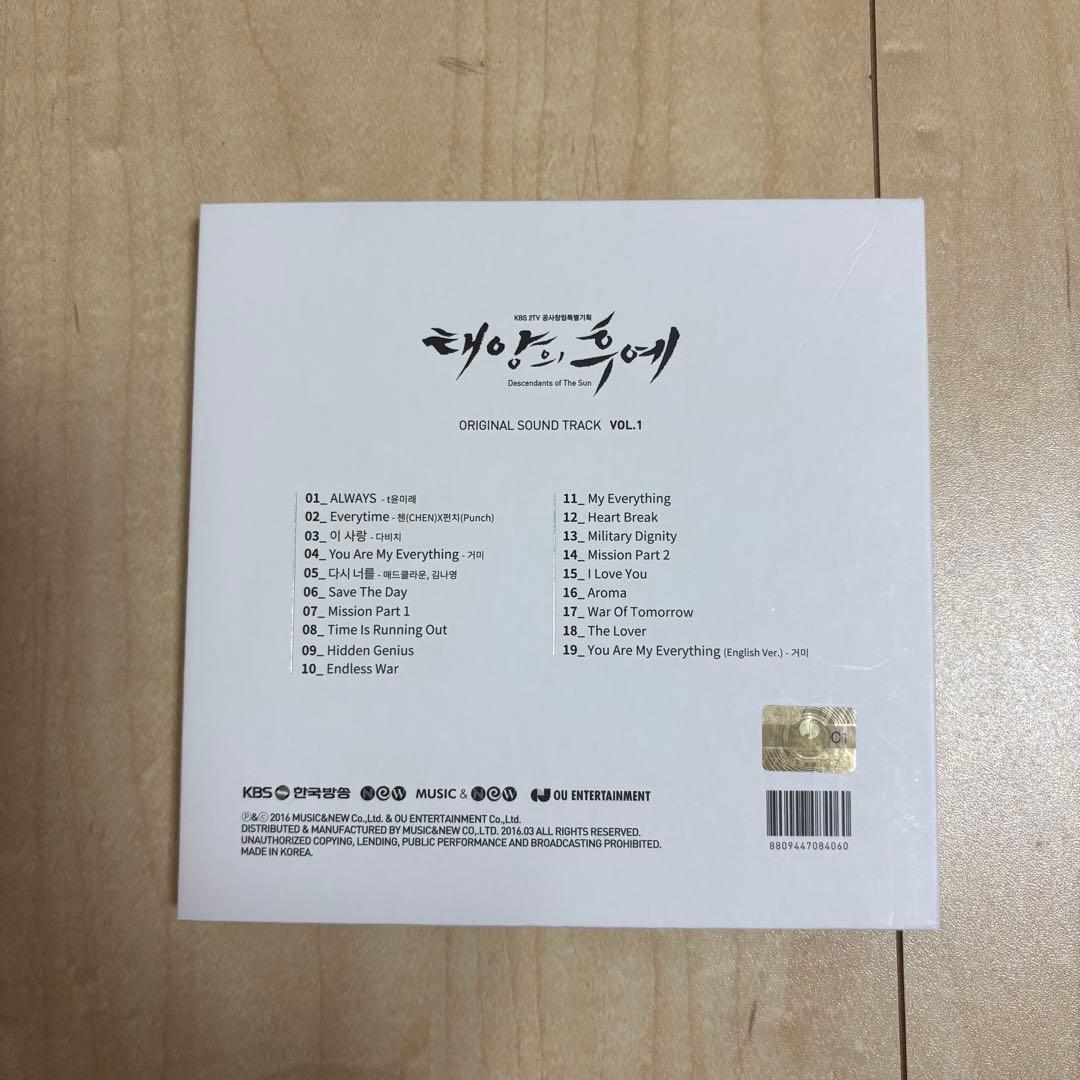 KBS 2TV 공사창립특별기획
태양의 후예
Descendants of The Sun
ORIGINAL SOUND TRACK VOL.1
01_ ALWAYS - t윤미래
02_ Everytime - 첸(CHEN)X펀치(Punch)
03_ 이 사랑 - 다비치
04_ You Are My Everything - 거미
05_ 다시 너를 - 매드클라운, 김나영
06_ Save The Day
07_ Mission Part 1
08_ Time Is Running Out
09_ Hidden Genius
10_ Endless War
11_ My Everything
12_ Heart Break
13_ Military Dignity
14_ Mission Part 2
15_ I Love You
16_ Aroma
17_ War Of Tomorrow
18_ The Lover
19_ You Are My Everything (English Ver.) - 거미
01
KBS 한국방송 NEW MUSIC & NEW OU ENTERTAINMENT
Ⓟ&ⓒ 2016 MUSIC&NEW Co.,Ltd. & OU ENTERTAINMENT Co.,Ltd.
DISTRIBUTED & MANUFACTURED BY MUSIC&NEW CO,.LTD. 2016.03 ALL RIGHTS RESERVED.
UNAUTHORIZED COPYING, LENDING, PUBLIC PERFORMANCE AND BROADCASTING PROHIBITED.
MADE IN KOREA.
8809447084060